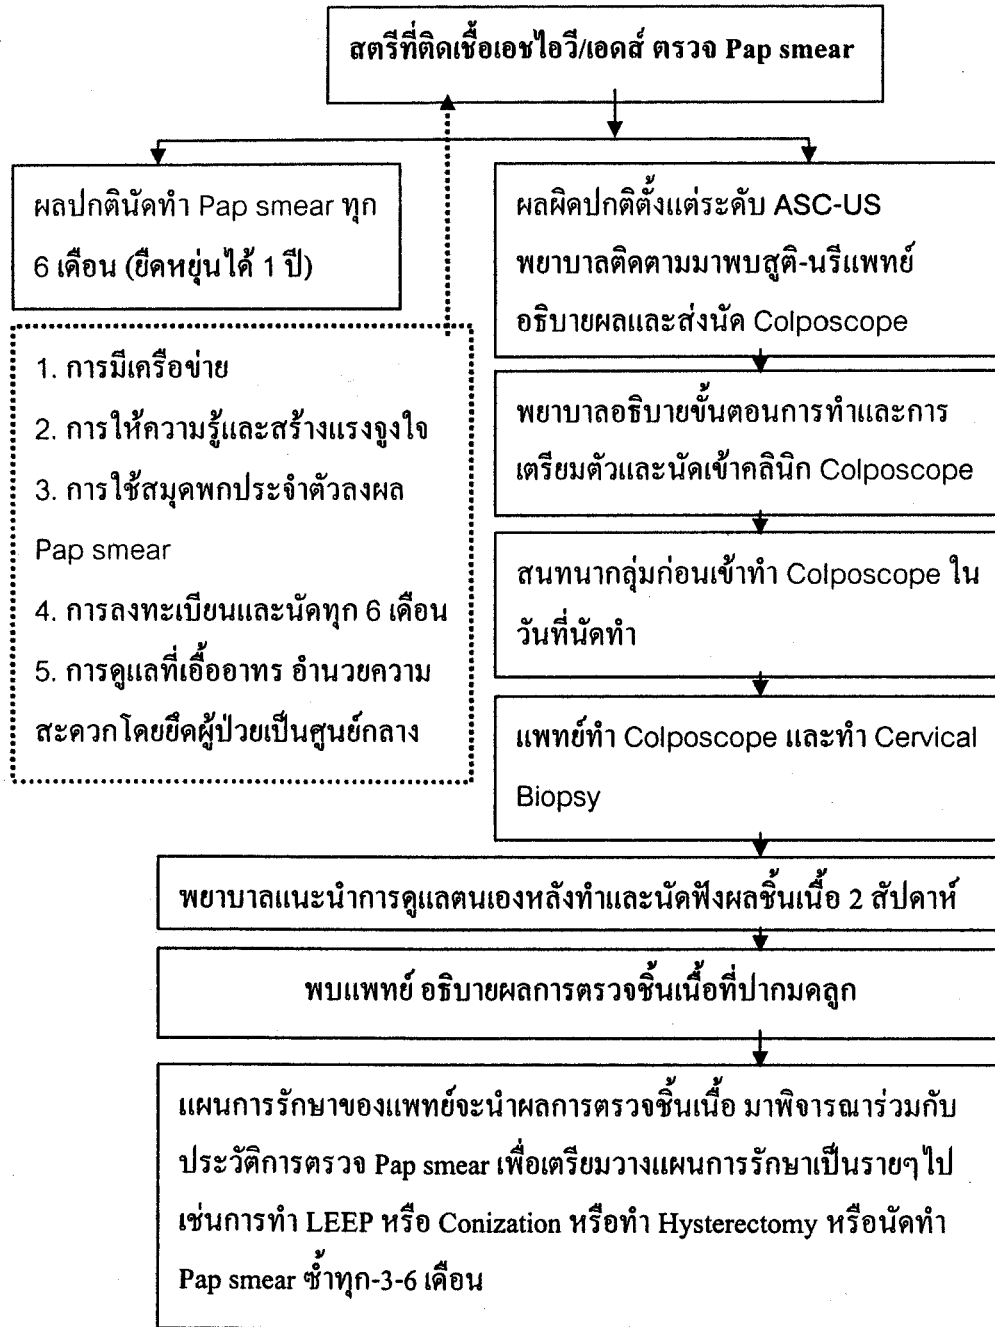 สตรีที่ติดเชื้อเอชไอวี/เอดส์ ตรวจ Pap smear
ผลปกตินัดทำ Pap smear ทุก
6 เดือน (ยืดหยุ่นได้ 1 ปี)
ผลผิดปกติตั้งแต่ระดับ ASC-US
พยาบาลติดตามมาพบสูติ-นรีแพทย์
อธิบายผลและส่งนัด Colposcope
1. การมีเครือข่าย
2. การให้ความรู้และสร้างแรงจูงใจ
3. การใช้สมุดพกประจำตัวลงผล
Pap smear
4. การลงทะเบียนและนัดทุก 6 เดือน
5. การดูแลที่เอื้ออาทร อำนวยความ
สะดวกโดยยึดผู้ป่วยเป็นศูนย์กลาง
พยาบาลอธิบายขั้นตอนการทำและการ
เตรียมตัวและนัดเข้าคลินิก Colposcope
สนทนากลุ่มก่อนเข้าทำ Colposcope ใน
วันที่นัดทำ
แพทย์ทำ Colposcope และทำ Cervical
Biopsy
พยาบาลแนะนำการดูแลตนเองหลังทำและนัดฟังผลชิ้นเนื้อ 2 สัปดาห์
พบแพทย์ อธิบายผลการตรวจชิ้นเนื้อที่ปากมดลูก
แผนการรักษาของแพทย์จะนำผลการตรวจชิ้นเนื้อ มาพิจารณาร่วมกับ
ประวัติการตรวจ Pap smear เพื่อเตรียมวางแผนการรักษาเป็นรายๆ ไป
เช่นการทำ LEEP หรือ Conization หรือทำ Hysterectomy หรือนัดทำ
Pap smear ซ้ำทุก-3-6 เดือน